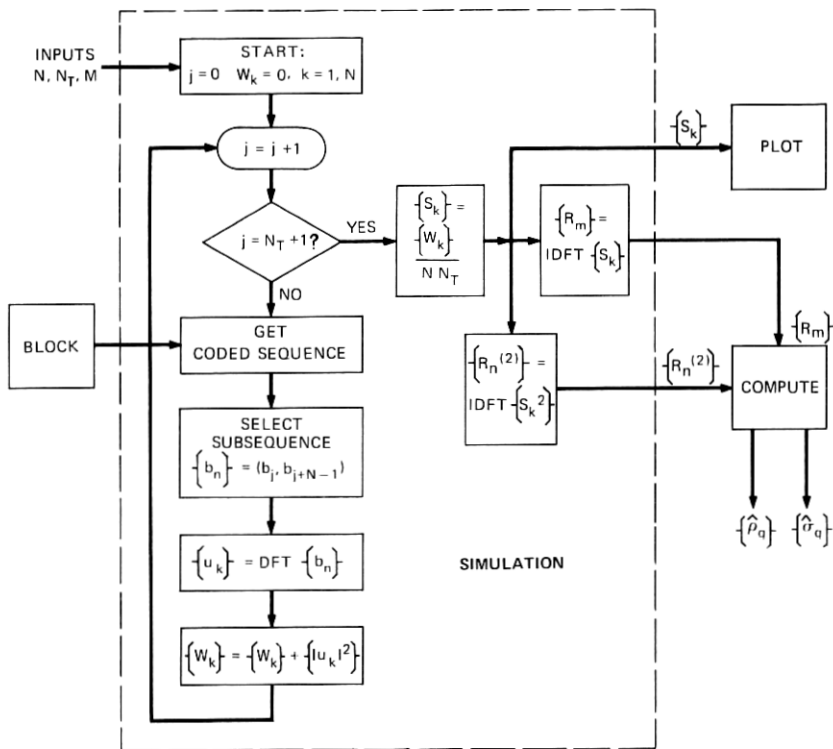 INPUTS
N, N_T, M
START:
j = 0 W_k = 0, k = 1, N
j = j + 1
j = N_T + 1?
YES
NO
{S_k} =
{W_k}
N N_T
{R_m} =
IDFT {S_k}
{S_k}
PLOT
BLOCK
GET
CODED SEQUENCE
{R_n^(2)} =
IDFT {S_k^2}
{R_n^(2)}
{R_m}
COMPUTE
SELECT
SUBSEQUENCE
{b_n} = (b_j, b_{j+N−1})
{ρ̂_q} {σ̂_q}
{u_k} = DFT {b_n}
SIMULATION
{W_k} = {W_k} + {|u_k|^2}